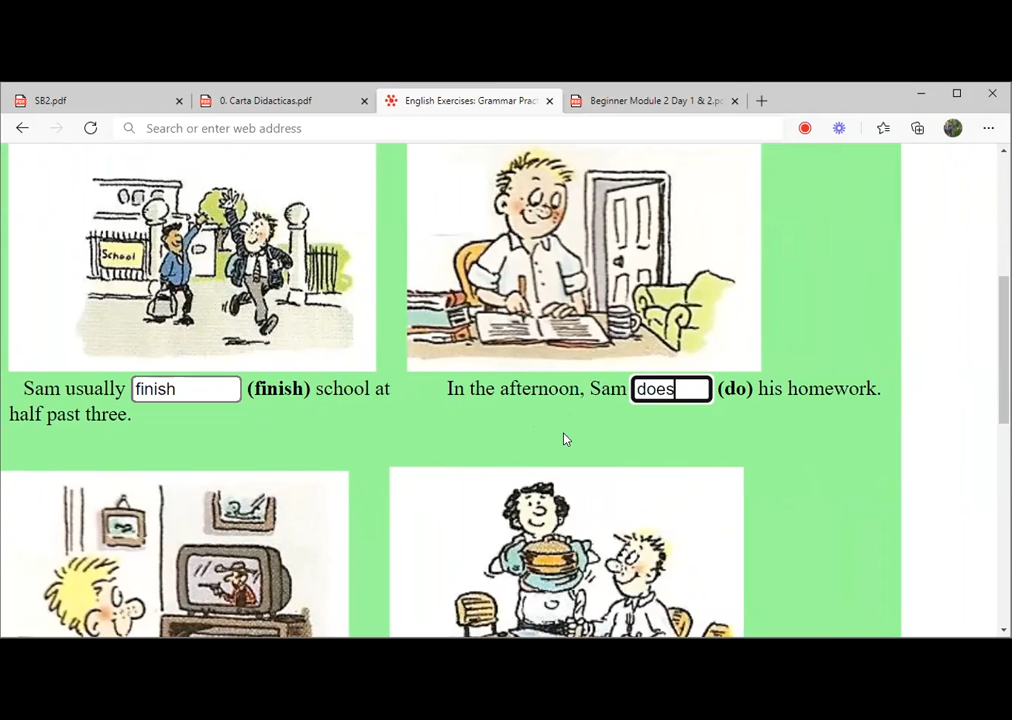 SB2.pdf
0. Carta Didacticas.pdf
English Exercises: Grammar Prac
Beginner Module 2 Day 1 & 2.p
Search or enter web address
School
Sam usually finish (finish) school at
half past three.
In the afternoon, Sam does (do) his homework.